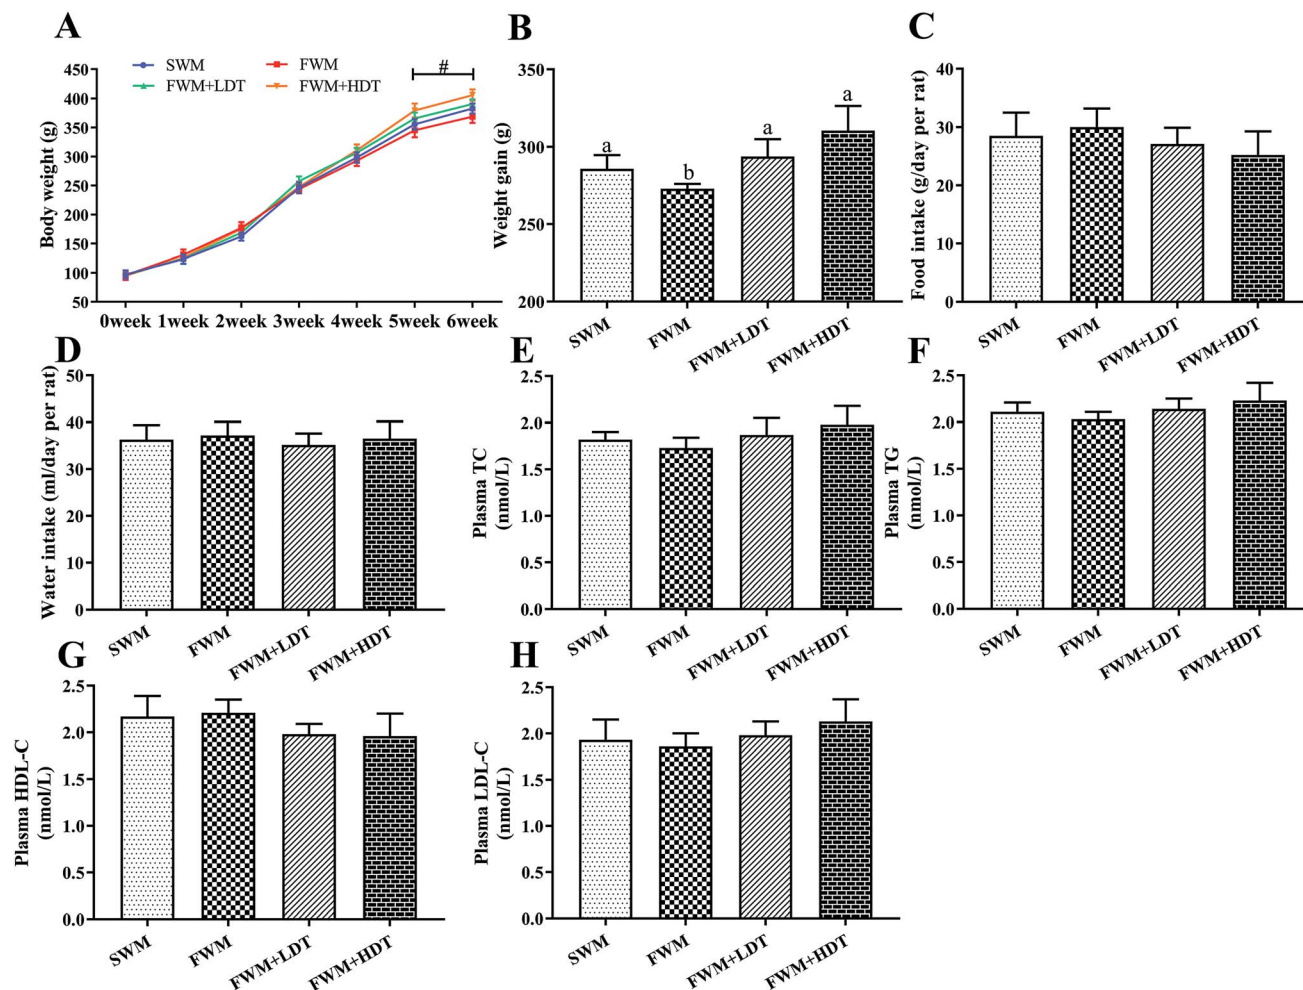 A
SWM
FWM
FWM+LDT
FWM+HDT
#
Body weight (g)
450
400
350
300
250
200
150
100
50
0week 1week 2week 3week 4week 5week 6week
B
Weight gain (g)
350
300
250
200
a
b
a
a
SWM
FWM
FWM+LDT
FWM+HDT
C
Food intake (g/day per rat)
40
30
20
10
0
SWM
FWM
FWM+LDT
FWM+HDT
D
Water intake (ml/day per rat)
50
40
30
20
10
0
SWM
FWM
FWM+LDT
FWM+HDT
E
Plasma TC
(nmol/L)
2.5
2.0
1.5
1.0
0.5
0.0
SWM
FWM
FWM+LDT
FWM+HDT
F
Plasma TG
(nmol/L)
2.5
2.0
1.5
1.0
0.5
0.0
SWM
FWM
FWM+LDT
FWM+HDT
G
Plasma HDL-C
(nmol/L)
2.5
2.0
1.5
1.0
0.5
0.0
SWM
FWM
FWM+LDT
FWM+HDT
H
Plasma LDL-C
(nmol/L)
2.5
2.0
1.5
1.0
0.5
0.0
SWM
FWM
FWM+LDT
FWM+HDT